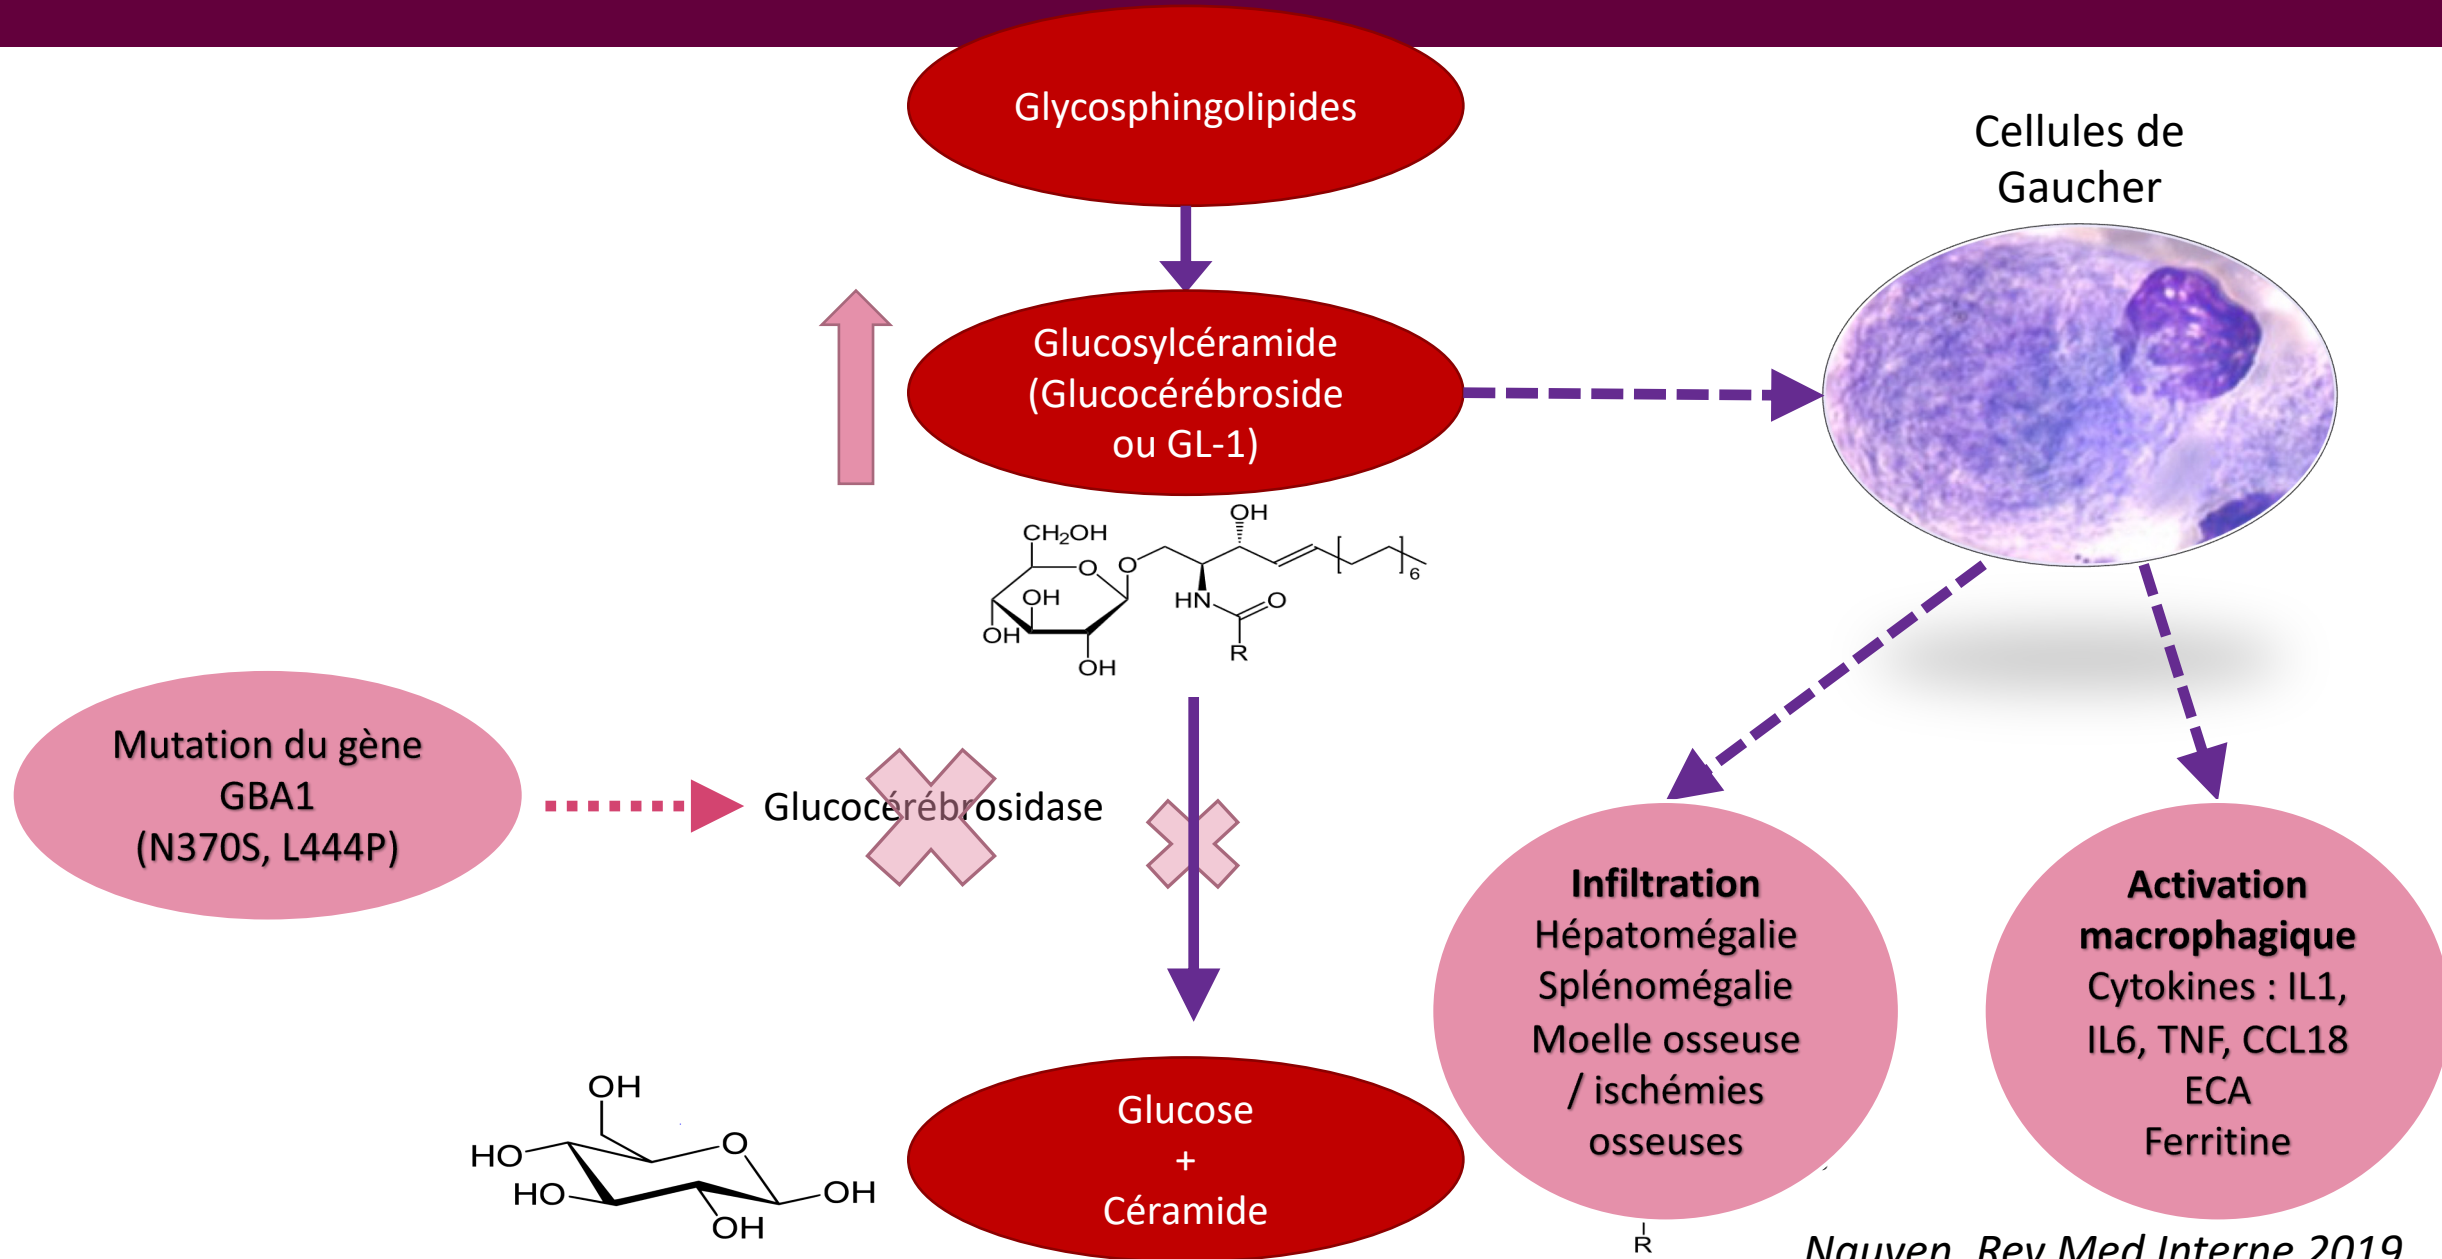 Glycosphingolipides
Cellules de
Gaucher
Glucosylcéramide
(Glucocérébroside
ou GL-1)
OH
CH₂OH
O
O
6
OH
HN
O
OH
R
OH
Mutation du gène
GBA1
(N370S, L444P)
Glucocérébrosidase
Infiltration
Hépatomégalie
Splénomégalie
Moelle osseuse
/ ischémies
osseuses
Activation
macrophagique
Cytokines : IL1,
IL6, TNF, CCL18
ECA
Ferritine
OH
HO
O
HO
OH
OH
Glucose
+
Céramide
R
Nguyen, Rev Med Interne 2019